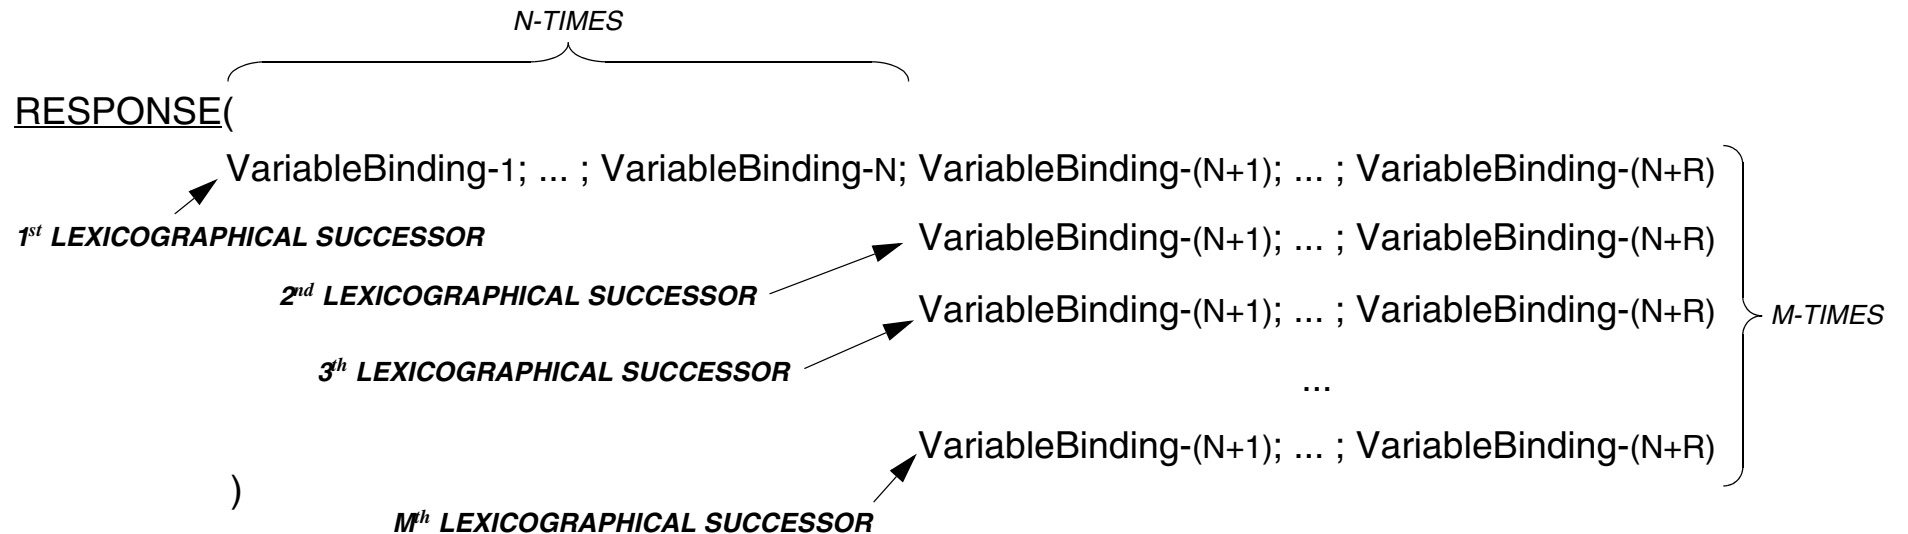 N-TIMES
RESPONSE(
VariableBinding-1; ... ; VariableBinding-N; VariableBinding-(N+1); ... ; VariableBinding-(N+R)
1st LEXICOGRAPHICAL SUCCESSOR
VariableBinding-(N+1); ... ; VariableBinding-(N+R)
2nd LEXICOGRAPHICAL SUCCESSOR
VariableBinding-(N+1); ... ; VariableBinding-(N+R)
M-TIMES
3th LEXICOGRAPHICAL SUCCESSOR
...
VariableBinding-(N+1); ... ; VariableBinding-(N+R)
)
Mth LEXICOGRAPHICAL SUCCESSOR